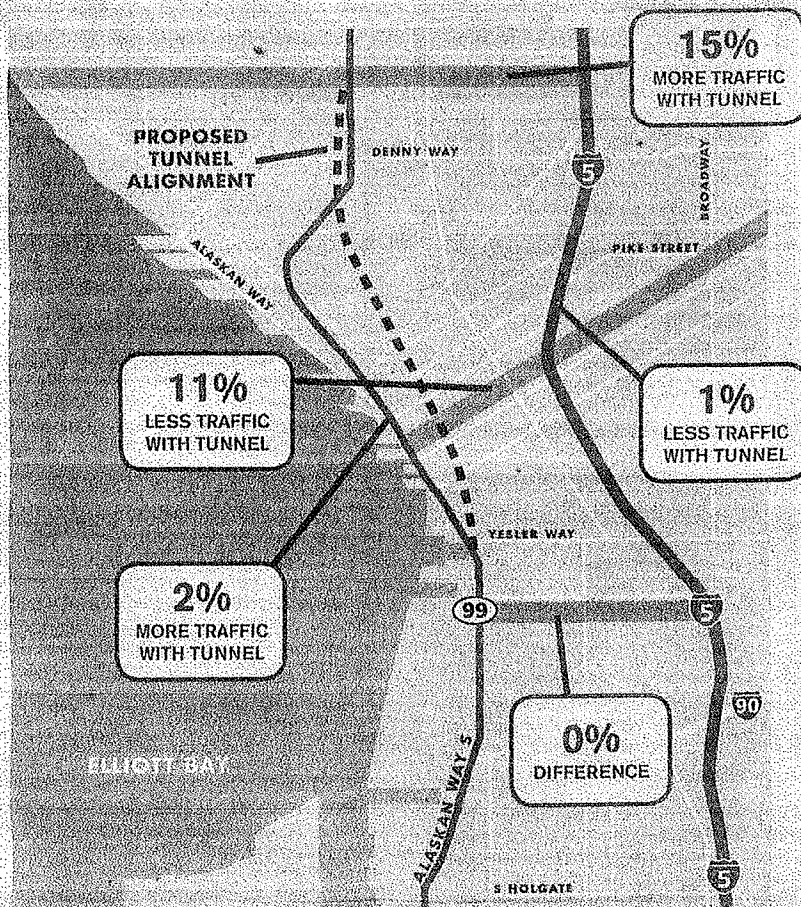 15%
MORE TRAFFIC
WITH TUNNEL
PROPOSED
TUNNEL
ALIGNMENT
DENNY WAY
5
BROADWAY
PIKE STREET
ALASKAN WAY
11%
LESS TRAFFIC
WITH TUNNEL
1%
LESS TRAFFIC
WITH TUNNEL
YESLER WAY
2%
MORE TRAFFIC
WITH TUNNEL
99
5
90
0%
DIFFERENCE
ELLIOTT BAY
ALASKAN WAY S
5
S HOLGATE